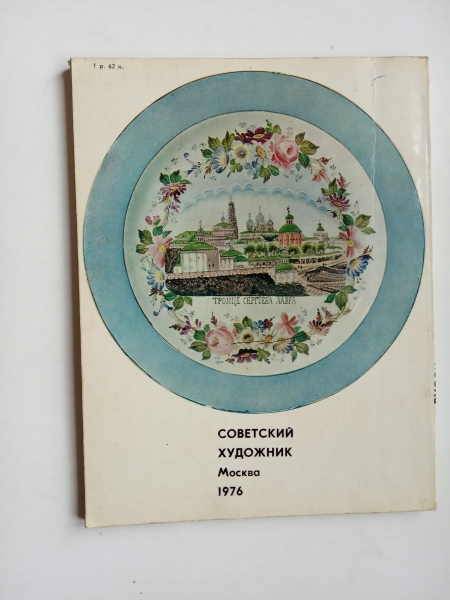 1 р. 62 к.
ТРОИЦЕ СЕРГІЕВА ЛАВРА
СОВЕТСКИЙ
ХУДОЖНИК
Москва
1976